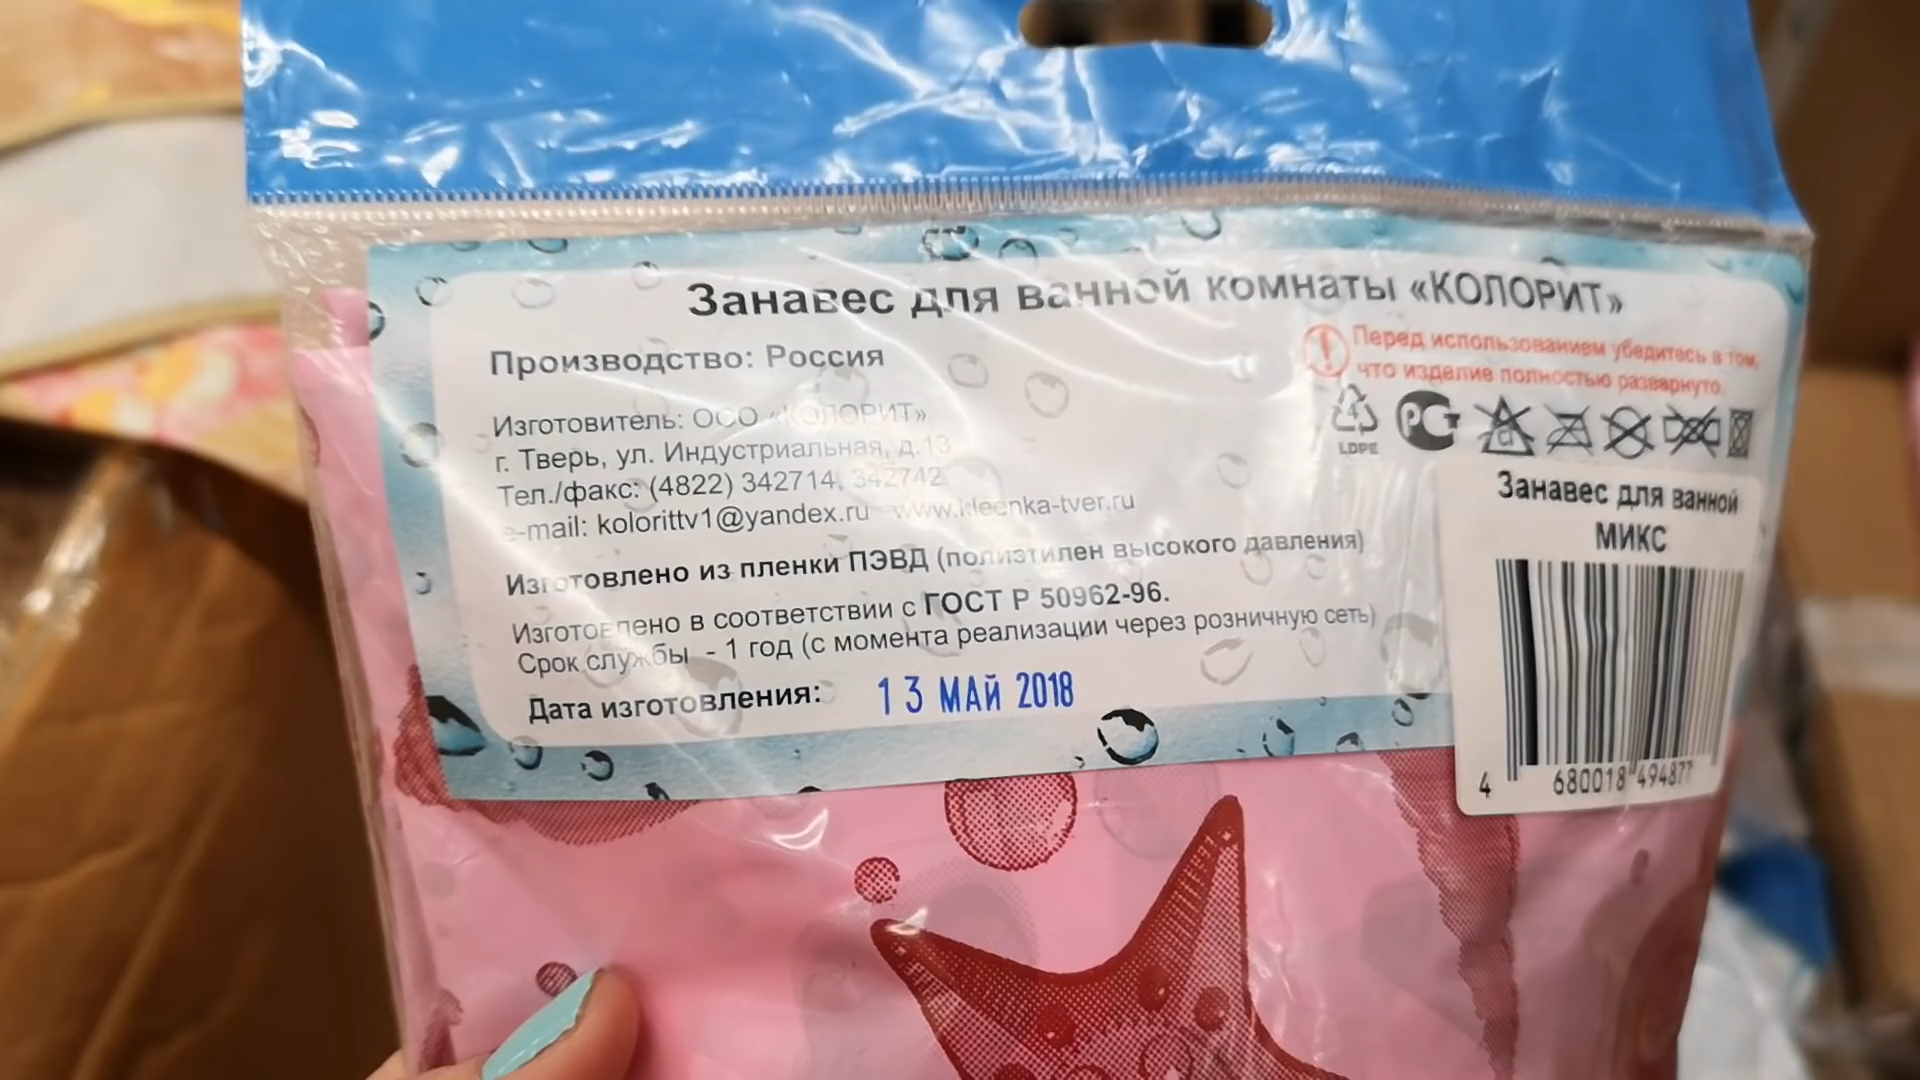 Занавес для ванной комнаты «КОЛОРИТ»
Производство: Россия
Перед использованием убедитесь в том,
что изделие полностью развернуто.
Изготовитель: ООО «КОЛОРИТ»
г. Тверь, ул. Индустриальная, д.13
Тел./факс: (4822) 342714, 342742
e-mail: kolorittv1@yandex.ru www.kleenka-tver.ru
4
LDPE
РСТ
Изготовлено из пленки ПЭВД (полиэтилен высокого давления)
Изготовлено в соответствии с ГОСТ Р 50962-96.
Срок службы - 1 год (с момента реализации через розничную сеть)
Дата изготовления: 13 МАЙ 2018
Занавес для ванной
МИКС
4 680018 494877